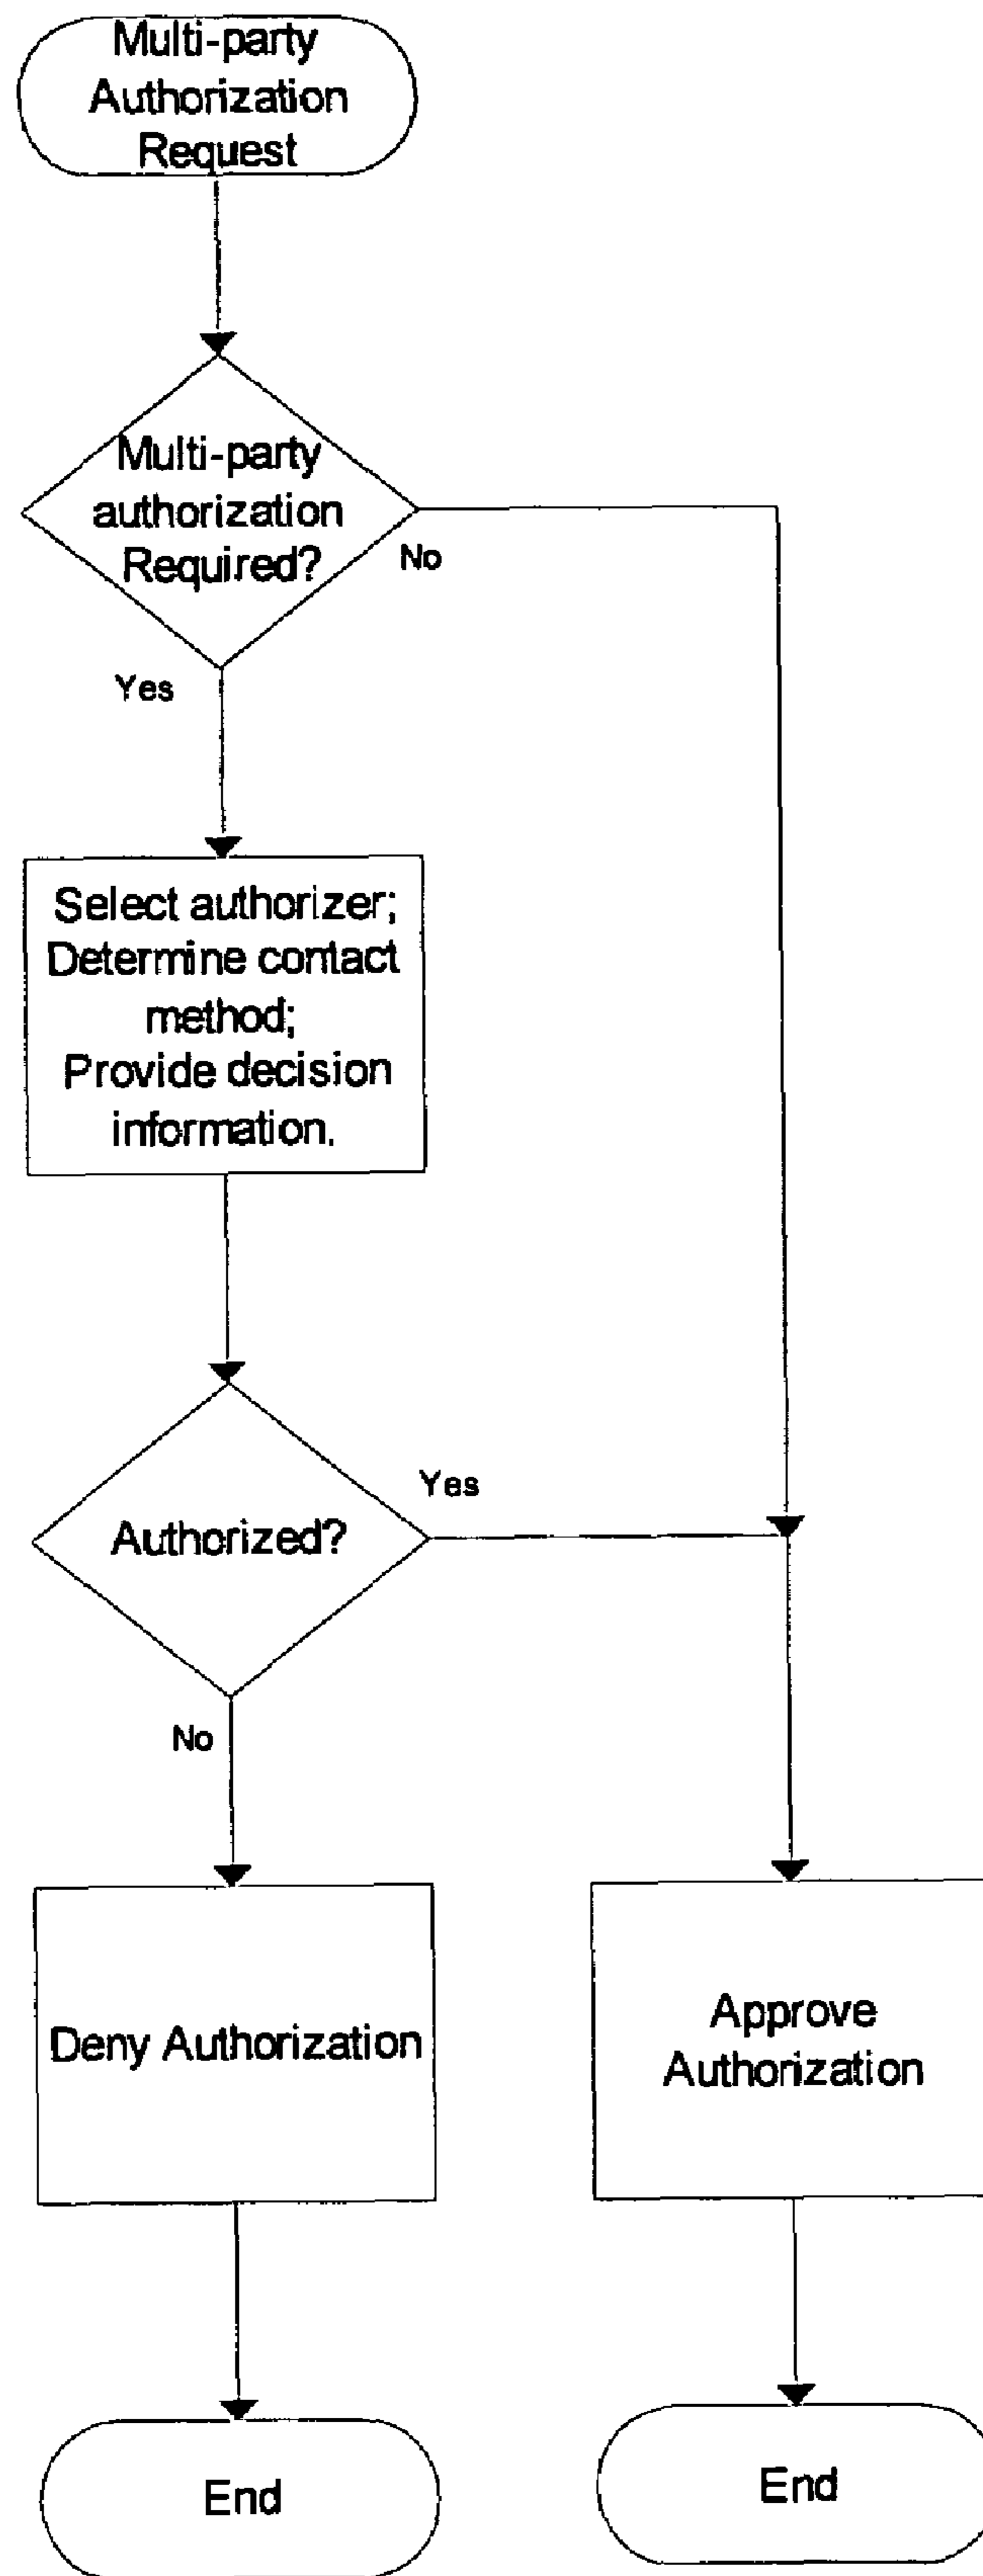 Multi-party
Authorization
Request
Multi-party
authorization
Required?
No
Yes
Select authorizer;
Determine contact
method;
Provide decision
information.
Yes
Authorized?
No
Deny Authorization
Approve
Authorization
End
End